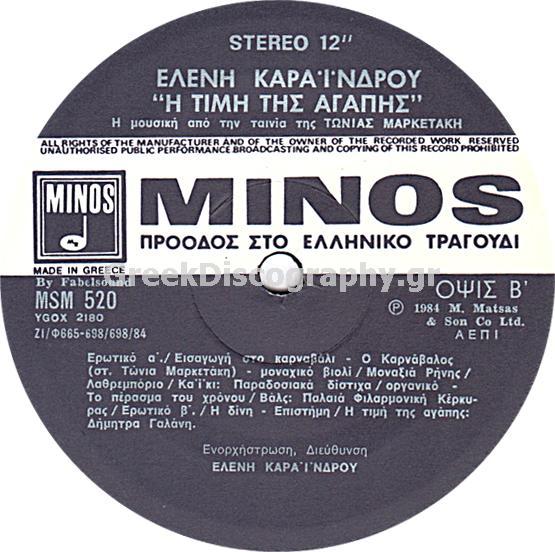 STEREO 12"
ΕΛΕΝΗ ΚΑΡΑ'Ι'ΝΔΡΟΥ
"Η ΤΙΜΗ ΤΗΣ ΑΓΑΠΗΣ"
Η μουσική από την ταινία της ΤΩΝΙΑΣ ΜΑΡΚΕΤΑΚΗ
ALL RIGHTS OF THE MANUFACTURER AND OF THE OWNER OF THE RECORDED WORK RESERVED
UNAUTHORISED PUBLIC PERFORMANCE BROADCASTING AND COPYING OF THIS RECORD PROHIBITED
MINOS
MINOS
ΠΡΟΟΔΟΣ ΣΤΟ ΕΛΛΗΝΙΚΟ ΤΡΑΓΟΥΔΙ
MADE IN GREECE
GreekDiscography.gr
By Fabelsound
MSM 520
YGOX 2180
ΖΙ/Φ665-698/698/84
ΟΨΙΣ Β'
℗ 1984 M. Matsas
& Son Co Ltd.
ΑΕΠΙ
Ερωτικό α'./Εισαγωγή στο καρναβάλι - Ο Καρνάβαλος
(στ. Τώνια Μαρκετάκη) - μοναχικό βιολί/Μοναξιά Ρήνης/
Λαθρεμπόριο/Κα'ί'κι: Παραδοσιακά δίστιχα/οργανικό -
Το πέρασμα του χρόνου/Βάλς: Παλαιά Φιλαρμονική Κέρκυ-
ρας/Ερωτικό β'./Η δίνη - Επιστήμη/Η τιμή της αγάπης:
Δήμητρα Γαλάνη.
Ενορχήστρωση, Διεύθυνση
ΕΛΕΝΗ ΚΑΡΑ'Ι'ΝΔΡΟΥ